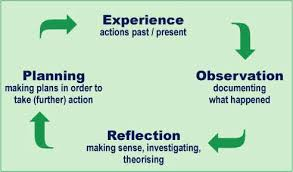 Experience
actions past / present
Observation
documenting
what happened
Reflection
making sense, investigating,
theorising
Planning
making plans in order to
take (further) action